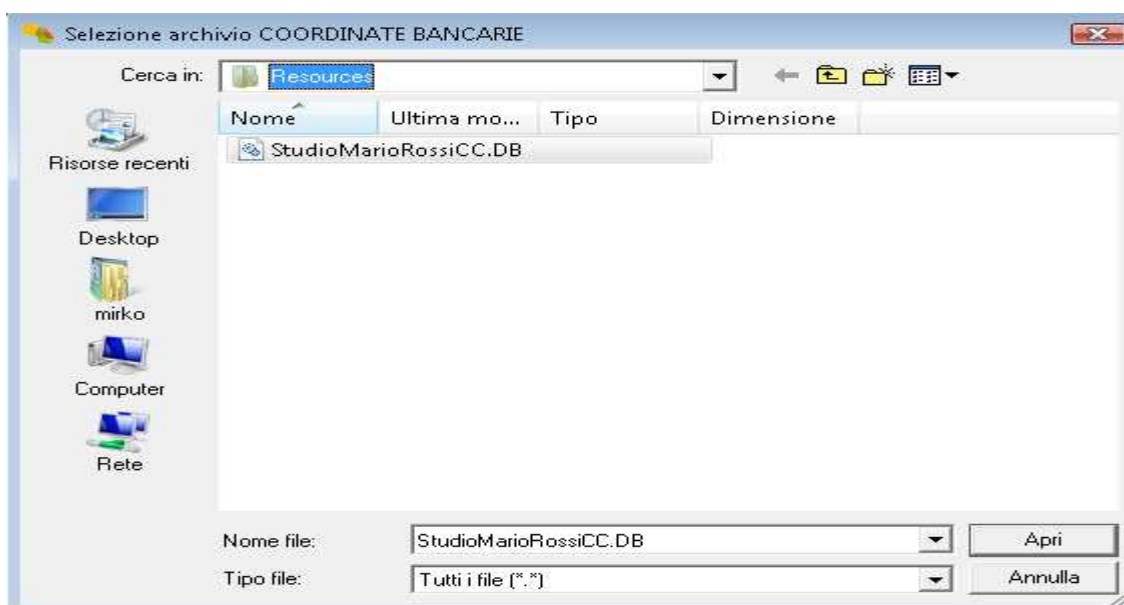 Selezione archivio COORDINATE BANCARIE
Cerca in: Resources
Nome Ultima mo... Tipo Dimensione
StudioMarioRossiCC.DB
Risorse recenti
Desktop
mirko
Computer
Rete
Nome file: StudioMarioRossiCC.DB Apri
Tipo file: Tutti i file (*.*) Annulla